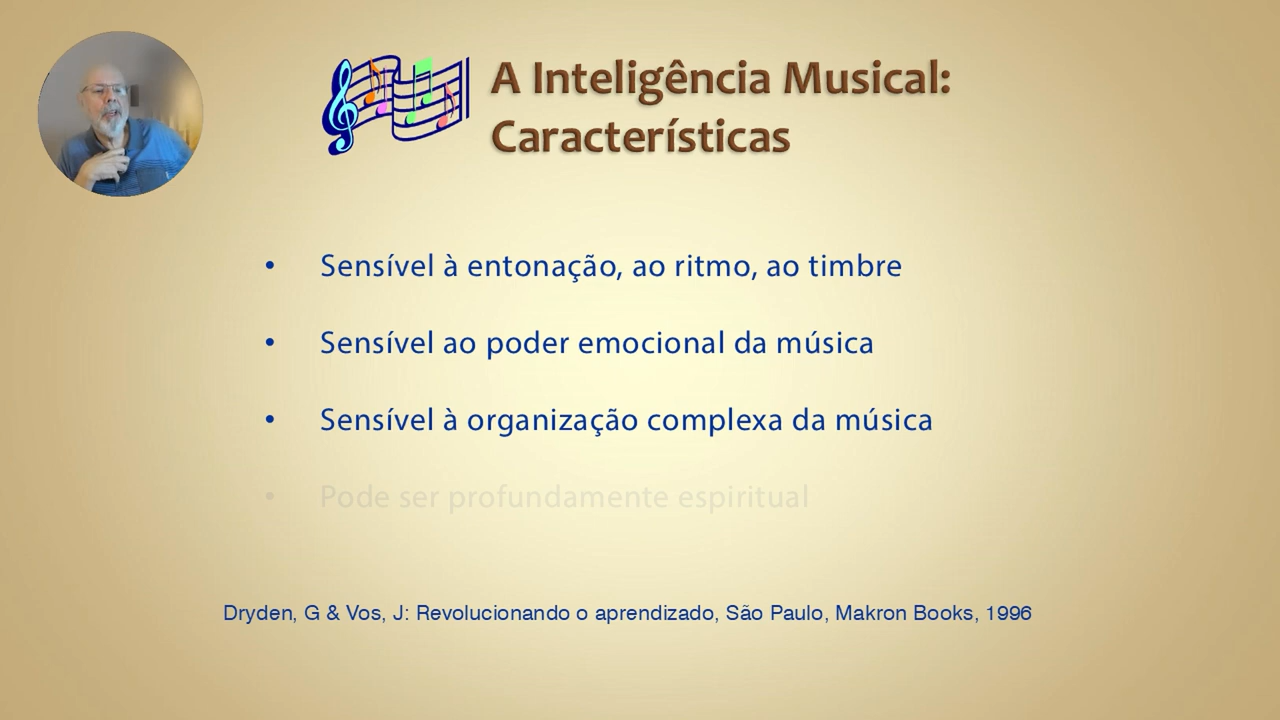 A Inteligência Musical:
Características
• Sensível à entonação, ao ritmo, ao timbre
• Sensível ao poder emocional da música
• Sensível à organização complexa da música
• Pode ser profundamente espiritual
Dryden, G & Vos, J: Revolucionando o aprendizado, São Paulo, Makron Books, 1996